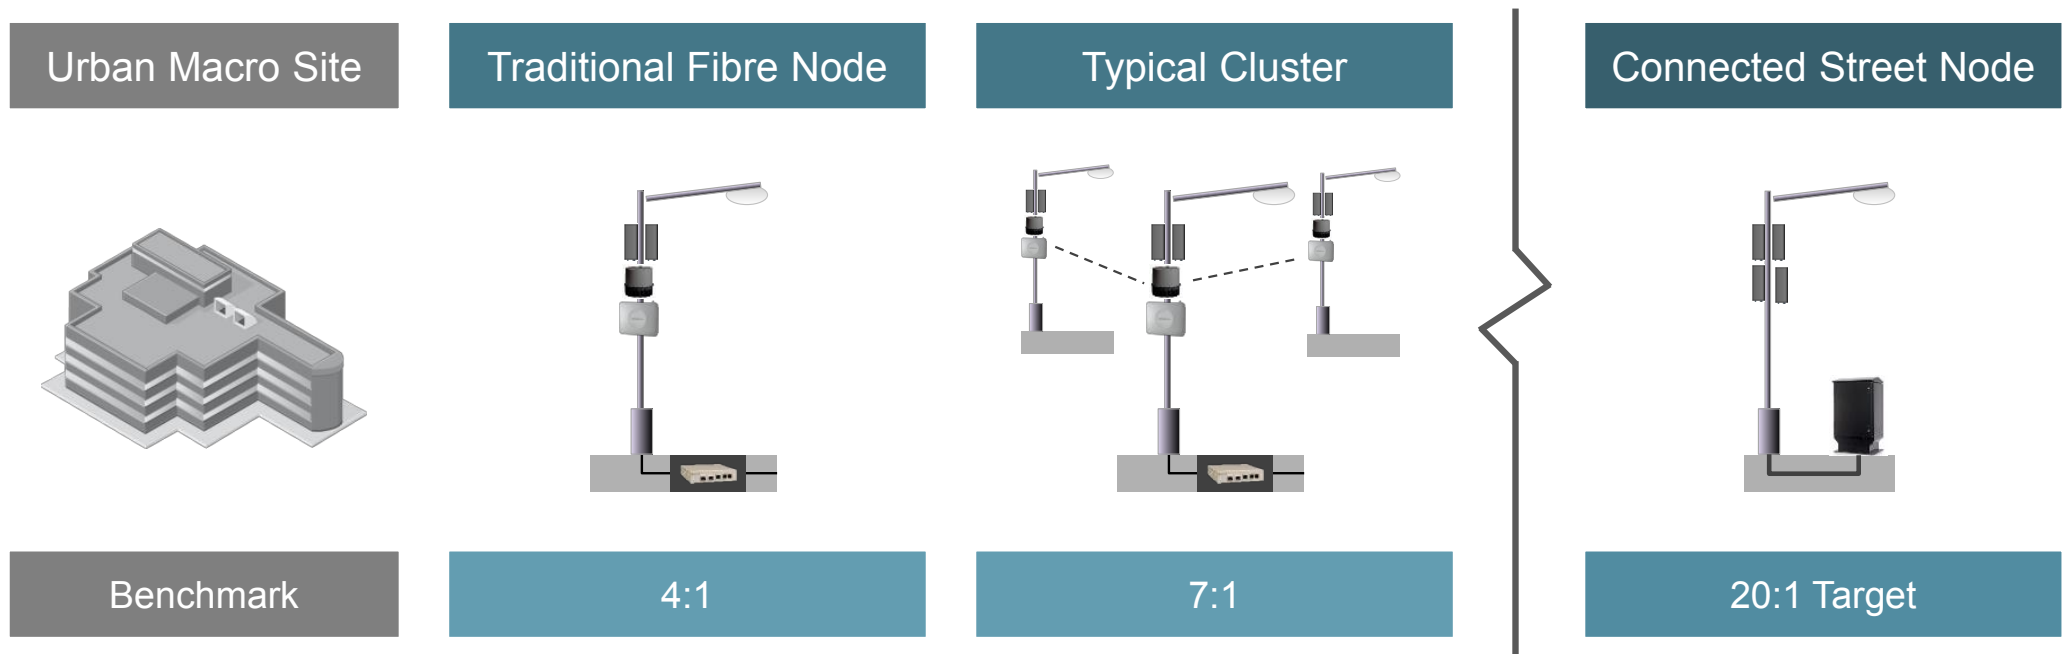 Urban Macro Site
Traditional Fibre Node
Typical Cluster
Connected Street Node
Benchmark
4:1
7:1
20:1 Target